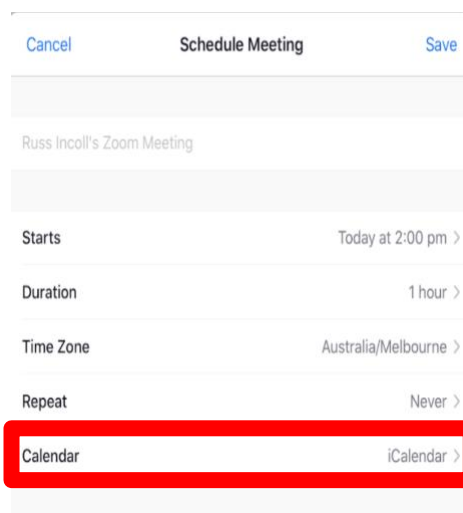 Cancel Schedule Meeting Save
Russ Incoll's Zoom Meeting
Starts Today at 2:00 pm >
Duration 1 hour >
Time Zone Australia/Melbourne >
Repeat Never >
Calendar iCalendar >